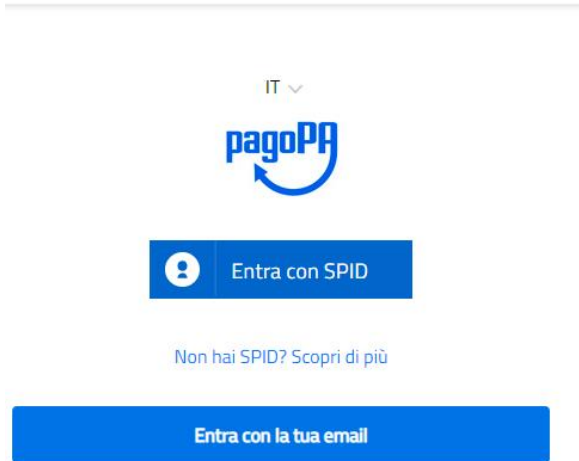 IT
pagoPA
Entra con SPID
Non hai SPID? Scopri di più
Entra con la tua email